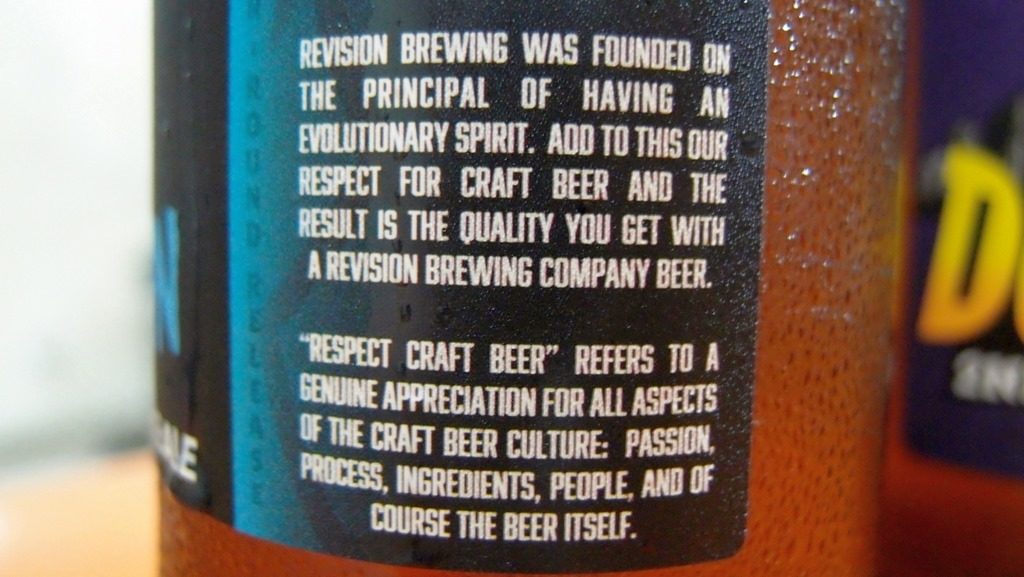 REVISION BREWING WAS FOUNDED ON
THE PRINCIPAL OF HAVING AN
EVOLUTIONARY SPIRIT. ADD TO THIS OUR
RESPECT FOR CRAFT BEER AND THE
RESULT IS THE QUALITY YOU GET WITH
A REVISION BREWING COMPANY BEER.
"RESPECT CRAFT BEER" REFERS TO A
GENUINE APPRECIATION FOR ALL ASPECTS
OF THE CRAFT BEER CULTURE: PASSION,
PROCESS, INGREDIENTS, PEOPLE, AND OF
COURSE THE BEER ITSELF.